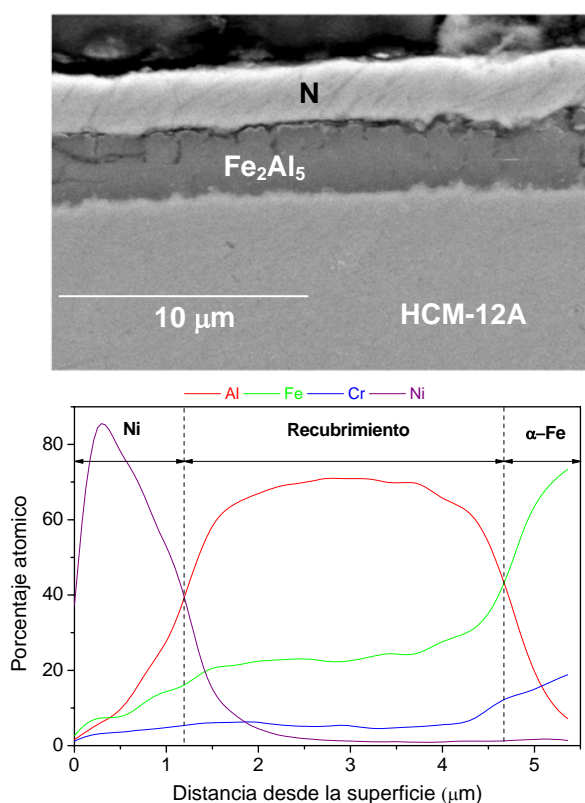 N
Fe₂Al₅
10 μm
HCM-12A
Al Fe Cr Ni
Ni Recubrimiento α–Fe
80
60
40
20
0
Porcentaje atomico
0 1 2 3 4 5
Distancia desde la superficie (μm)